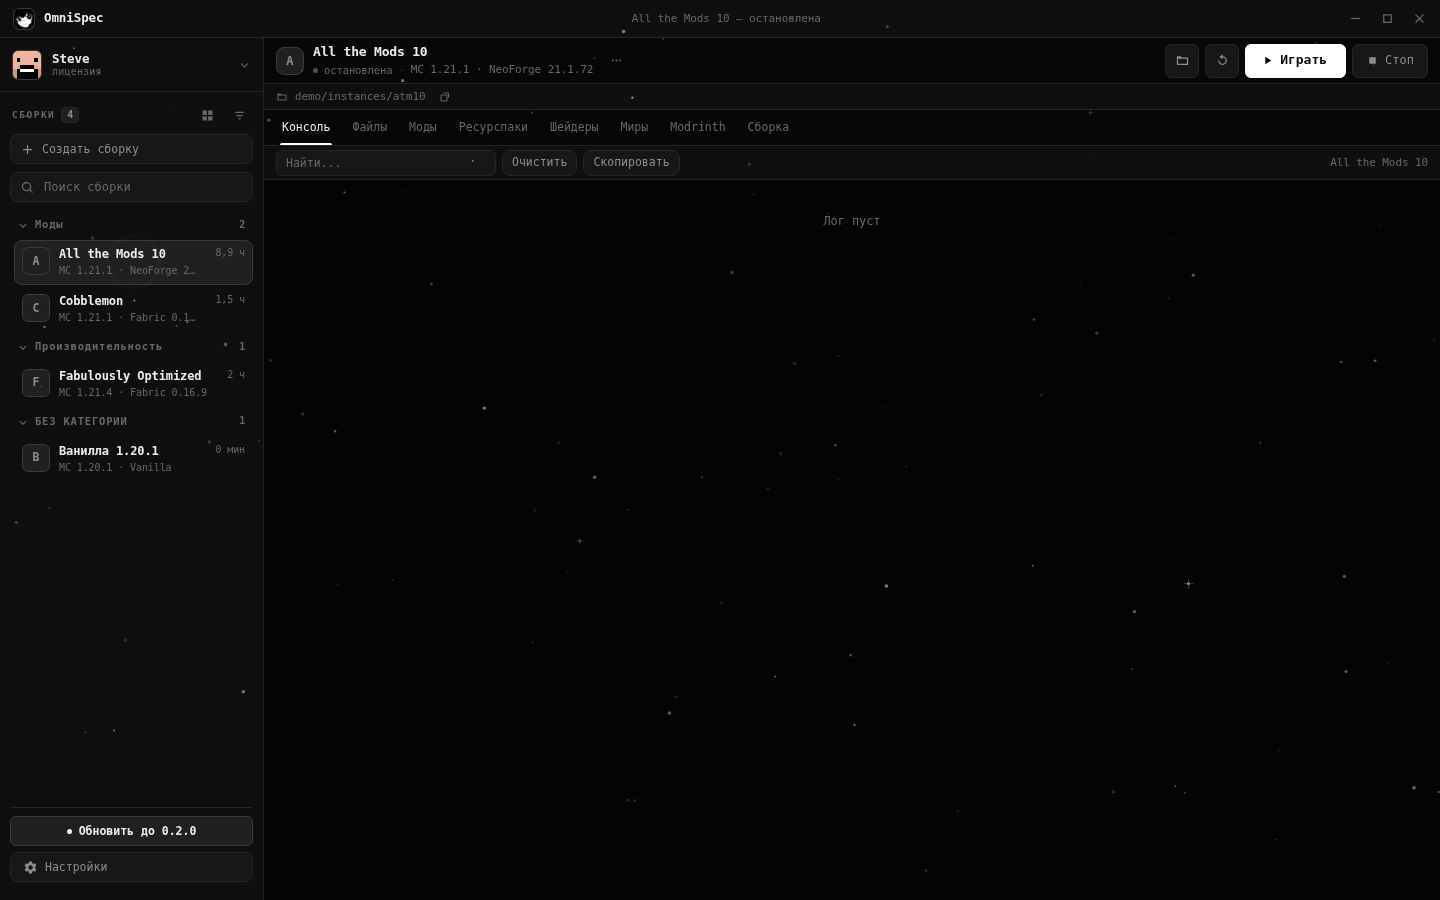 OmniSpec
All the Mods 10 — остановлена
Steve
лицензия
СБОРКИ 4
Создать сборку
Поиск сборки
Моды 2
A All the Mods 10 8,9 ч
MC 1.21.1 · NeoForge 2…
C Cobblemon 1,5 ч
MC 1.21.1 · Fabric 0.1…
Производительность 1
F Fabulously Optimized 2 ч
MC 1.21.4 · Fabric 0.16.9
БЕЗ КАТЕГОРИИ 1
В Ванилла 1.20.1 0 мин
MC 1.20.1 · Vanilla
Обновить до 0.2.0
Настройки
A All the Mods 10
остановлена · MC 1.21.1 · NeoForge 21.1.72
Играть
Стоп
demo/instances/atm10
Консоль Файлы Моды Ресурспаки Шейдеры Миры Modrinth Сборка
Найти... Очистить Скопировать All the Mods 10
Лог пуст